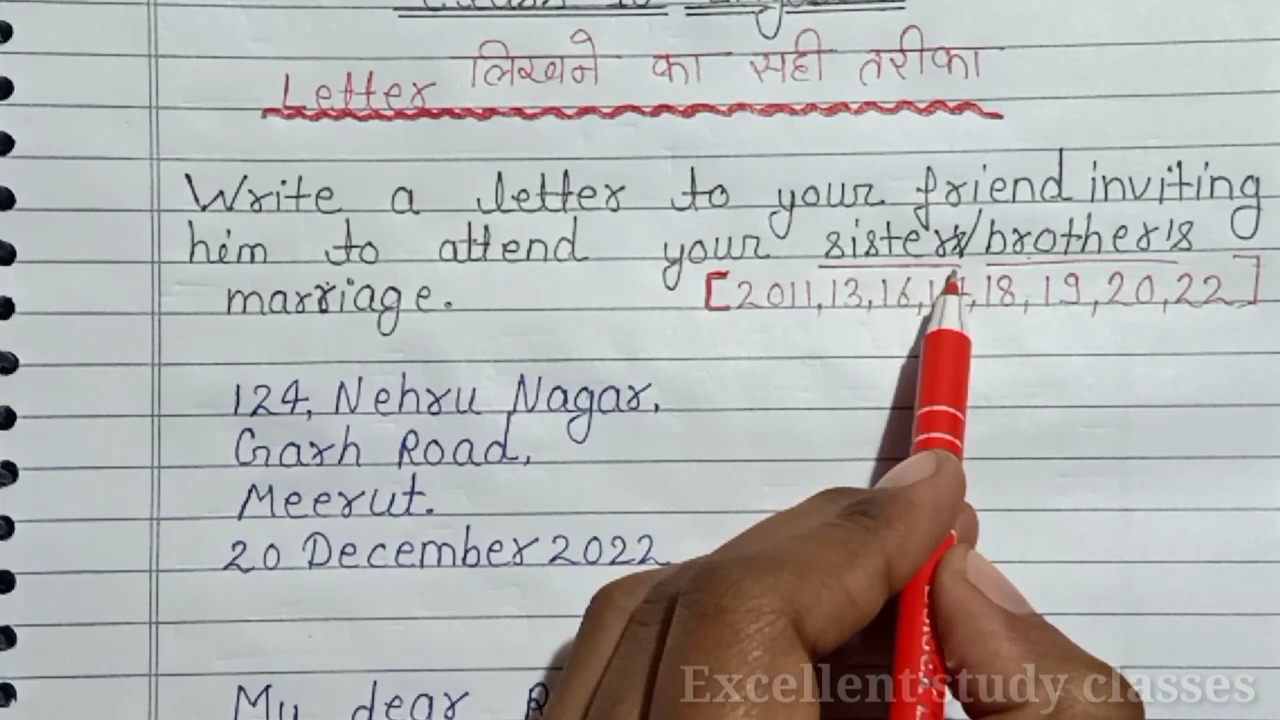 Letter लिखने का सही तरीका
Write a letter to your friend inviting
him to attend your sister's/brother's
marriage. [2011,13,16,17,18,19,20,22]
124, Nehru Nagar,
Garh Road,
Meerut.
20 December 2022
My dear
Excellent study classes